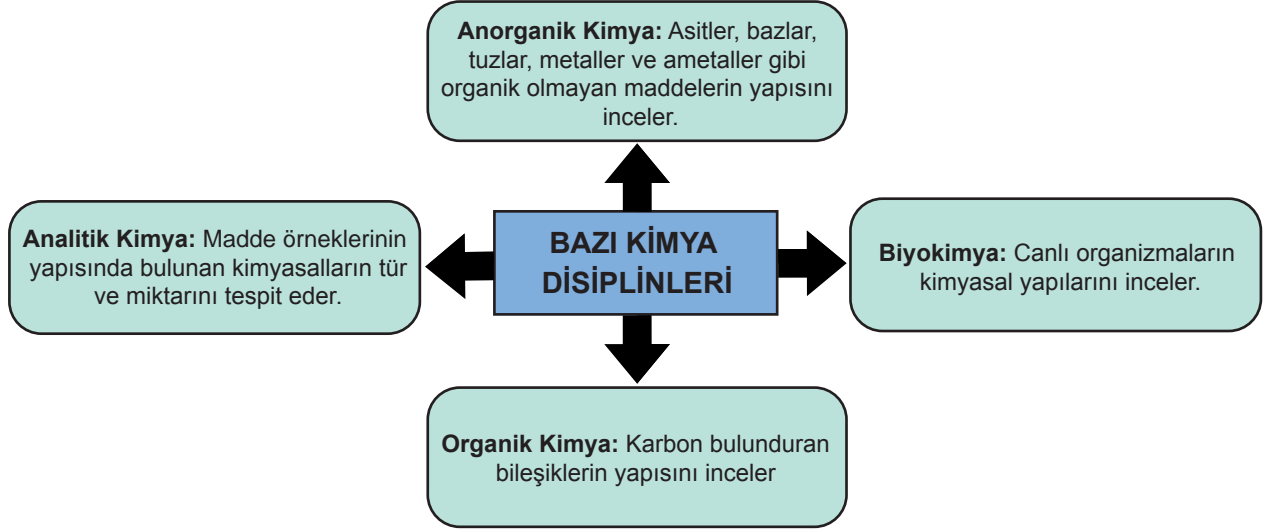 Anorganik Kimya: Asitler, bazlar,
tuzlar, metaller ve ametaller gibi
organik olmayan maddelerin yapısını
inceler.
Analitik Kimya: Madde örneklerinin
yapısında bulunan kimyasalların tür
ve miktarını tespit eder.
BAZI KİMYA
DİSİPLİNLERİ
Biyokimya: Canlı organizmaların
kimyasal yapılarını inceler.
Organik Kimya: Karbon bulunduran
bileşiklerin yapısını inceler